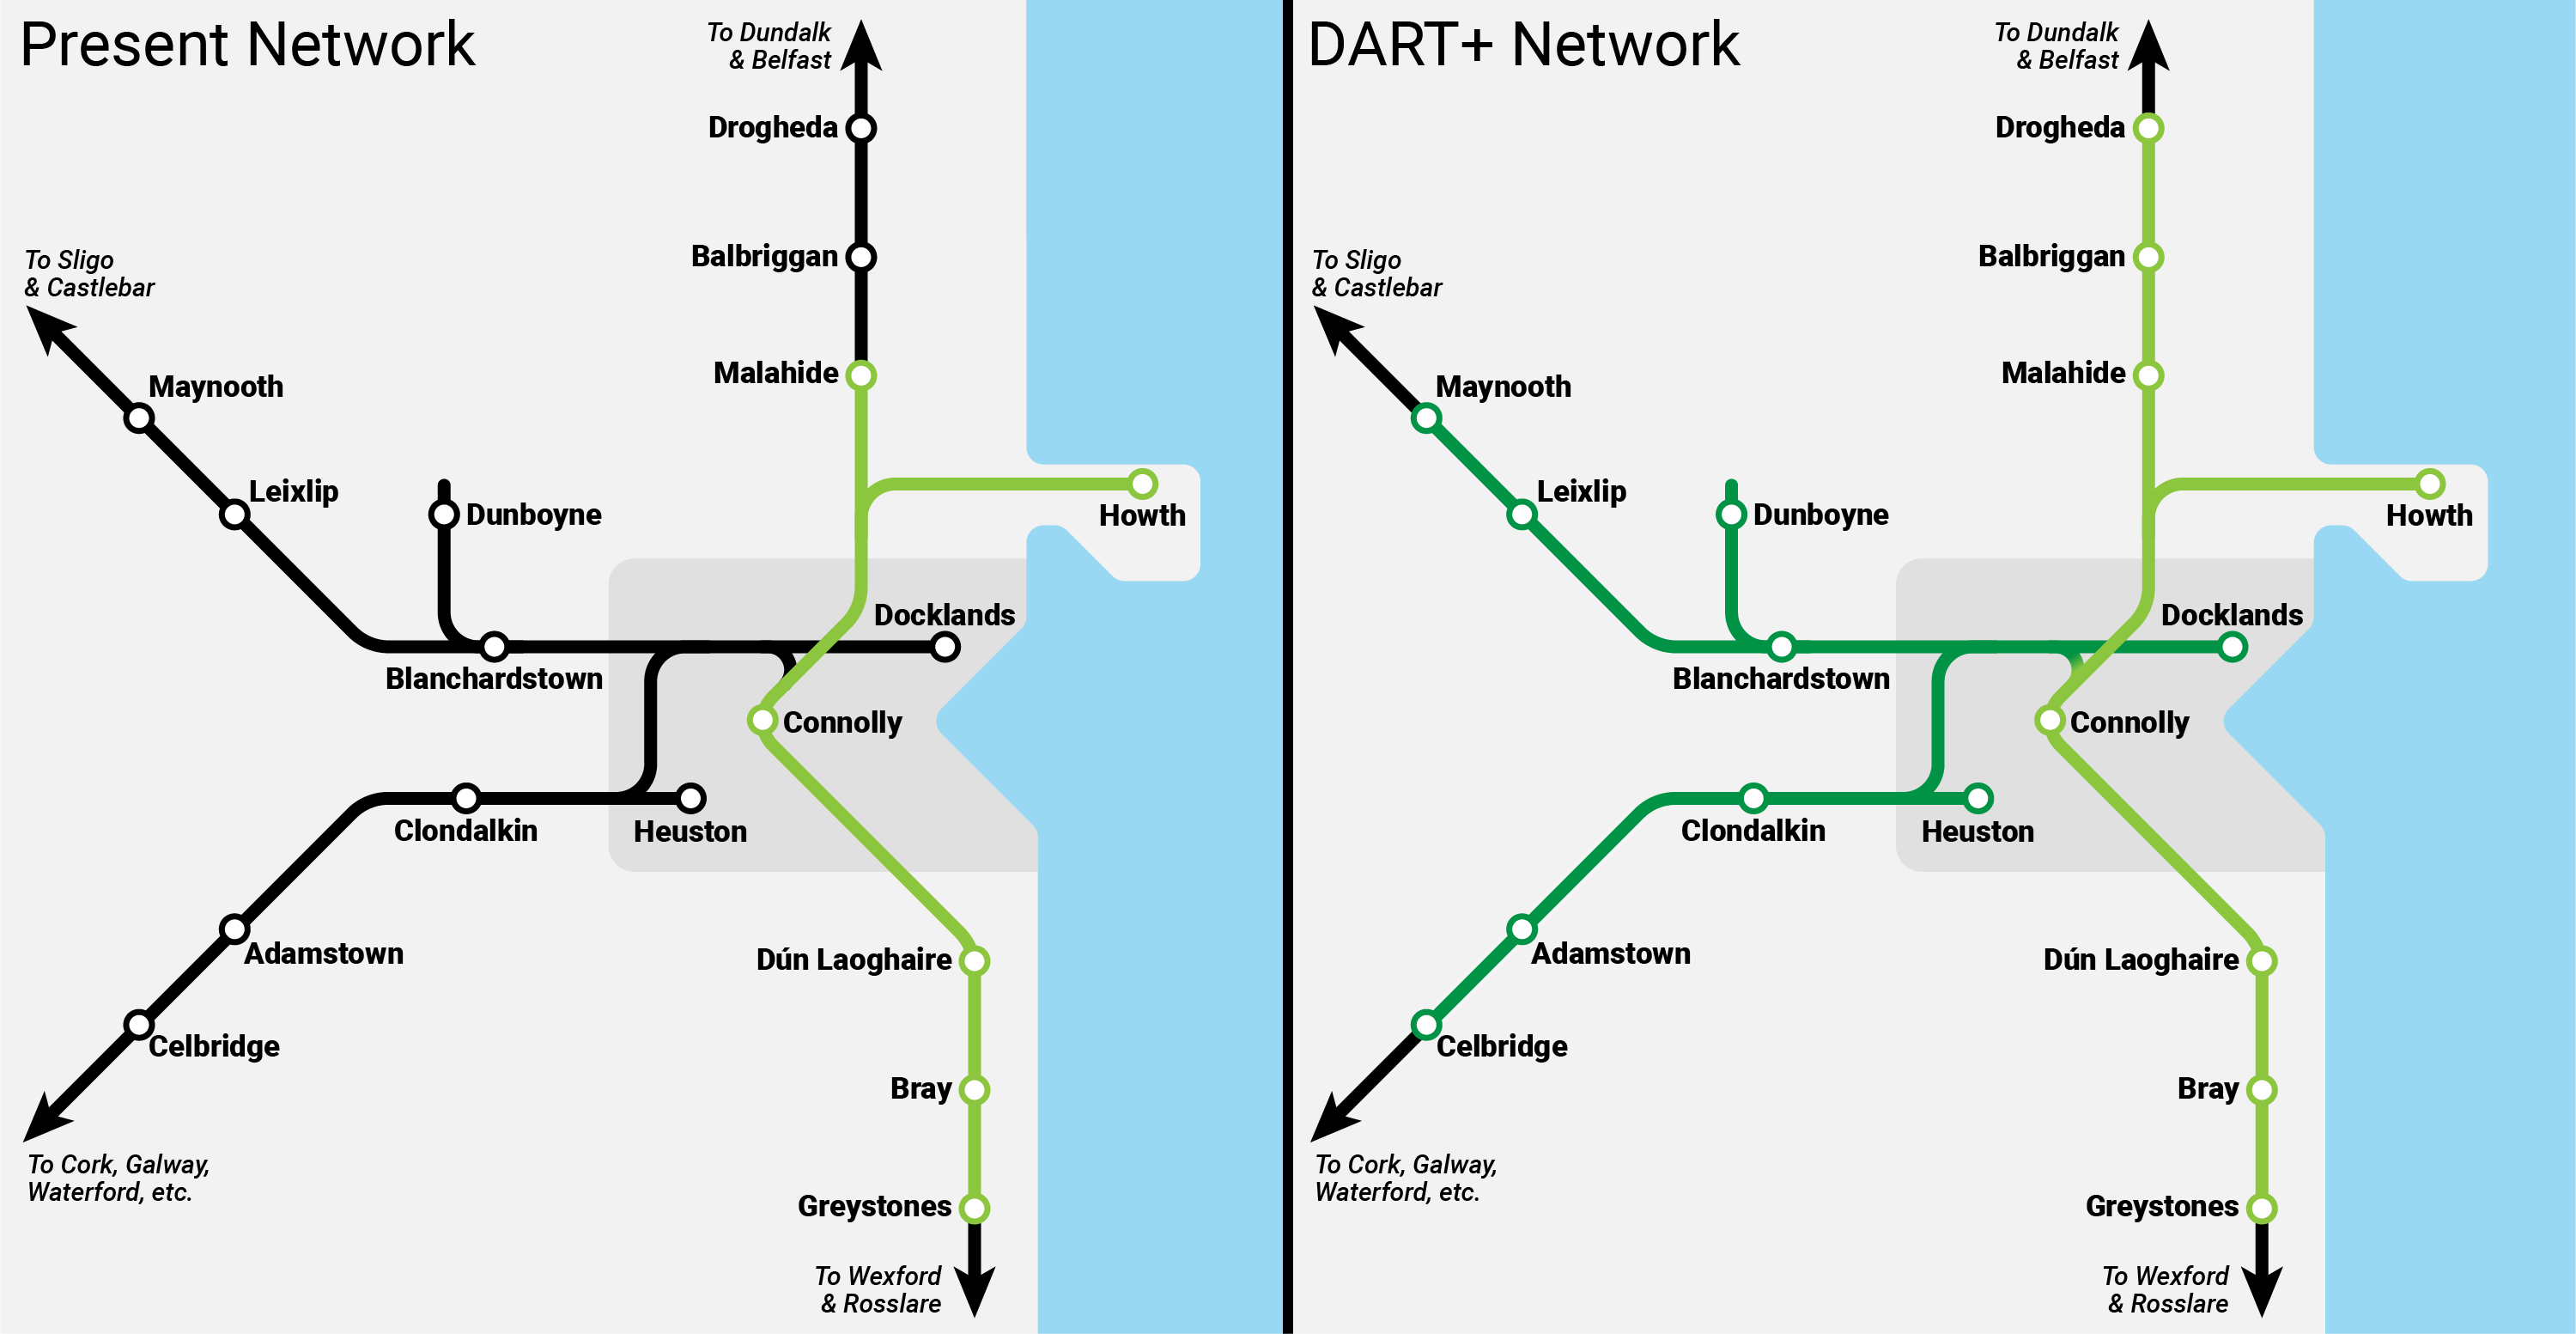 Present Network
To Dundalk
& Belfast
Drogheda
Balbriggan
To Sligo
& Castlebar
Malahide
Maynooth
Leixlip
Dunboyne
Howth
Docklands
Blanchardstown
Connolly
Clondalkin
Heuston
Adamstown
Dún Laoghaire
Celbridge
Bray
To Cork, Galway,
Waterford, etc.
Greystones
To Wexford
& Rosslare
DART+ Network
To Dundalk
& Belfast
Drogheda
Balbriggan
To Sligo
& Castlebar
Malahide
Maynooth
Leixlip
Dunboyne
Howth
Docklands
Blanchardstown
Connolly
Clondalkin
Heuston
Adamstown
Dún Laoghaire
Celbridge
Bray
To Cork, Galway,
Waterford, etc.
Greystones
To Wexford
& Rosslare